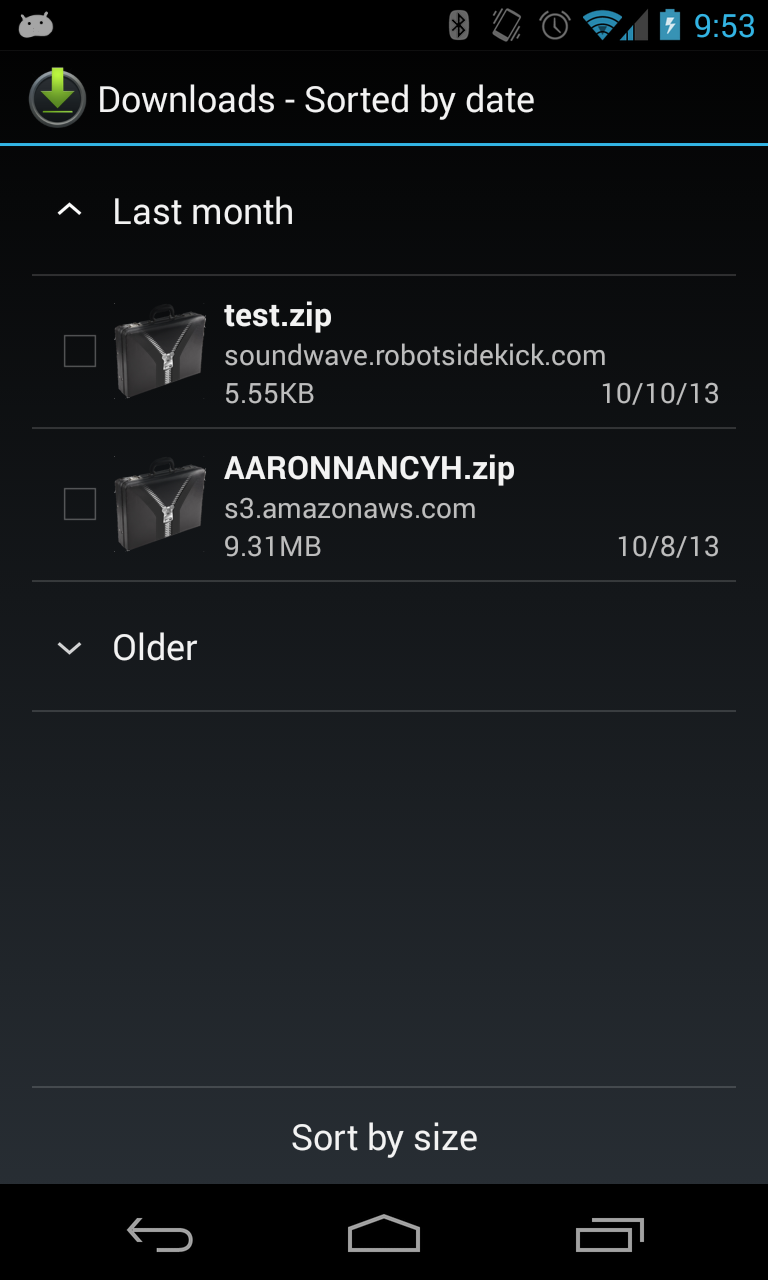 9:53
Downloads - Sorted by date
Last month
test.zip
soundwave.robotsidekick.com
5.55KB 10/10/13
AARONNANCYH.zip
s3.amazonaws.com
9.31MB 10/8/13
Older
Sort by size